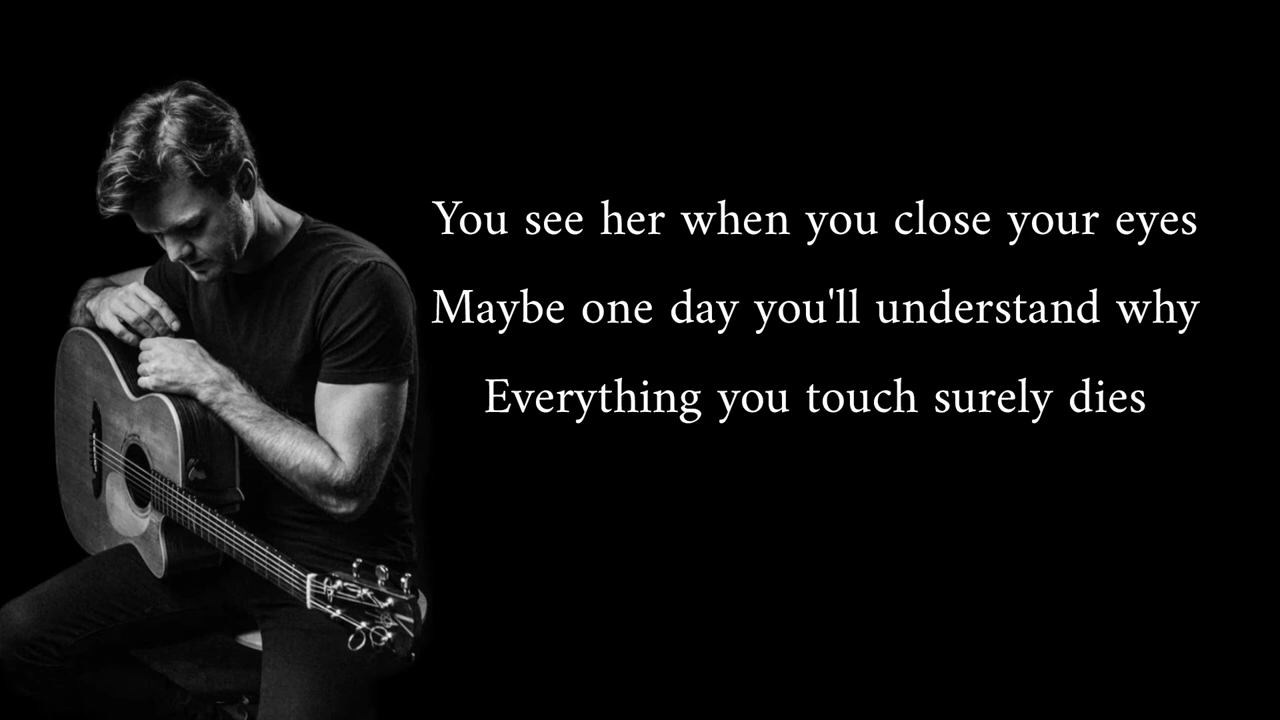 You see her when you close your eyes
Maybe one day you'll understand why
Everything you touch surely dies